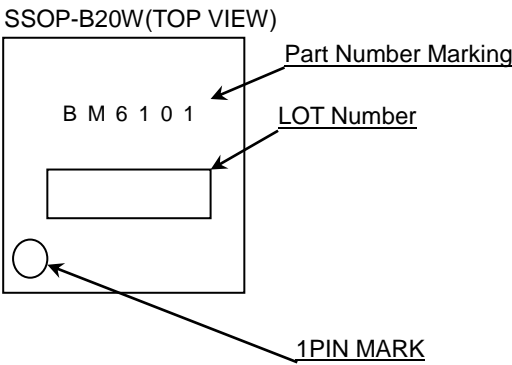 SSOP-B20W(TOP VIEW)
Part Number Marking
B M 6 1 0 1
LOT Number
1PIN MARK